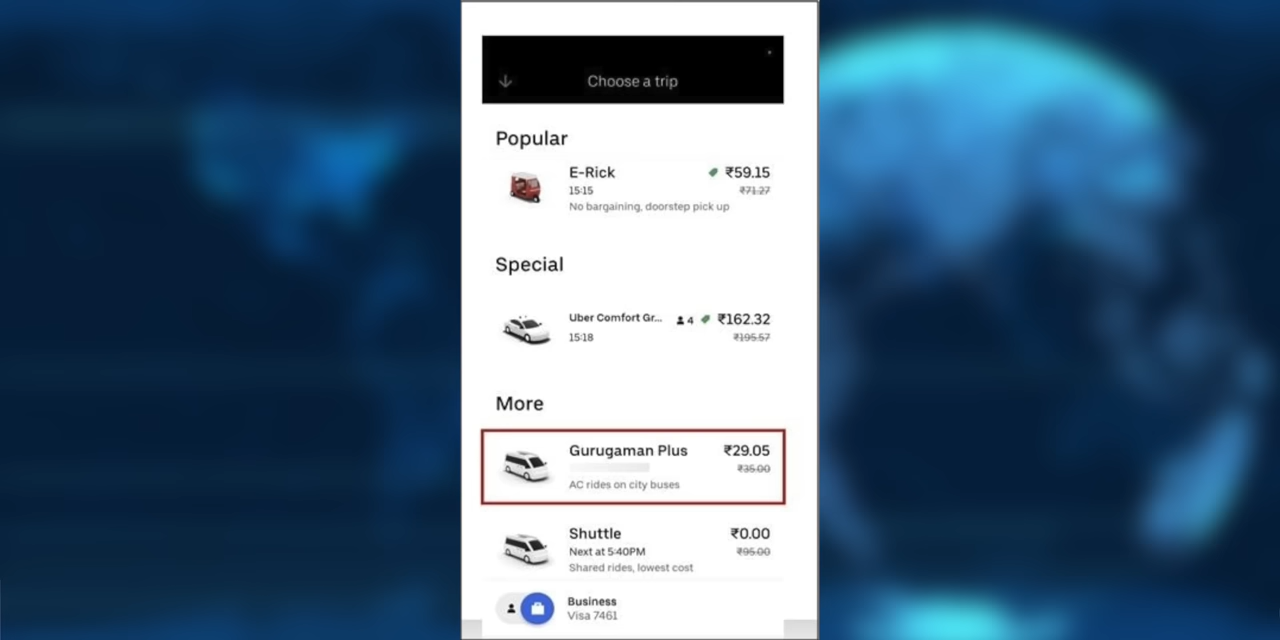 Choose a trip
Popular
E-Rick ₹59.15
15:15 ₹71.27
No bargaining, doorstep pick up
Special
Uber Comfort Gr... 4 ₹162.32
15:18 ₹195.57
More
Gurugaman Plus ₹29.05
₹35.00
AC rides on city buses
Shuttle ₹0.00
Next at 5:40PM ₹95.00
Shared rides, lowest cost
Business
Visa 7461